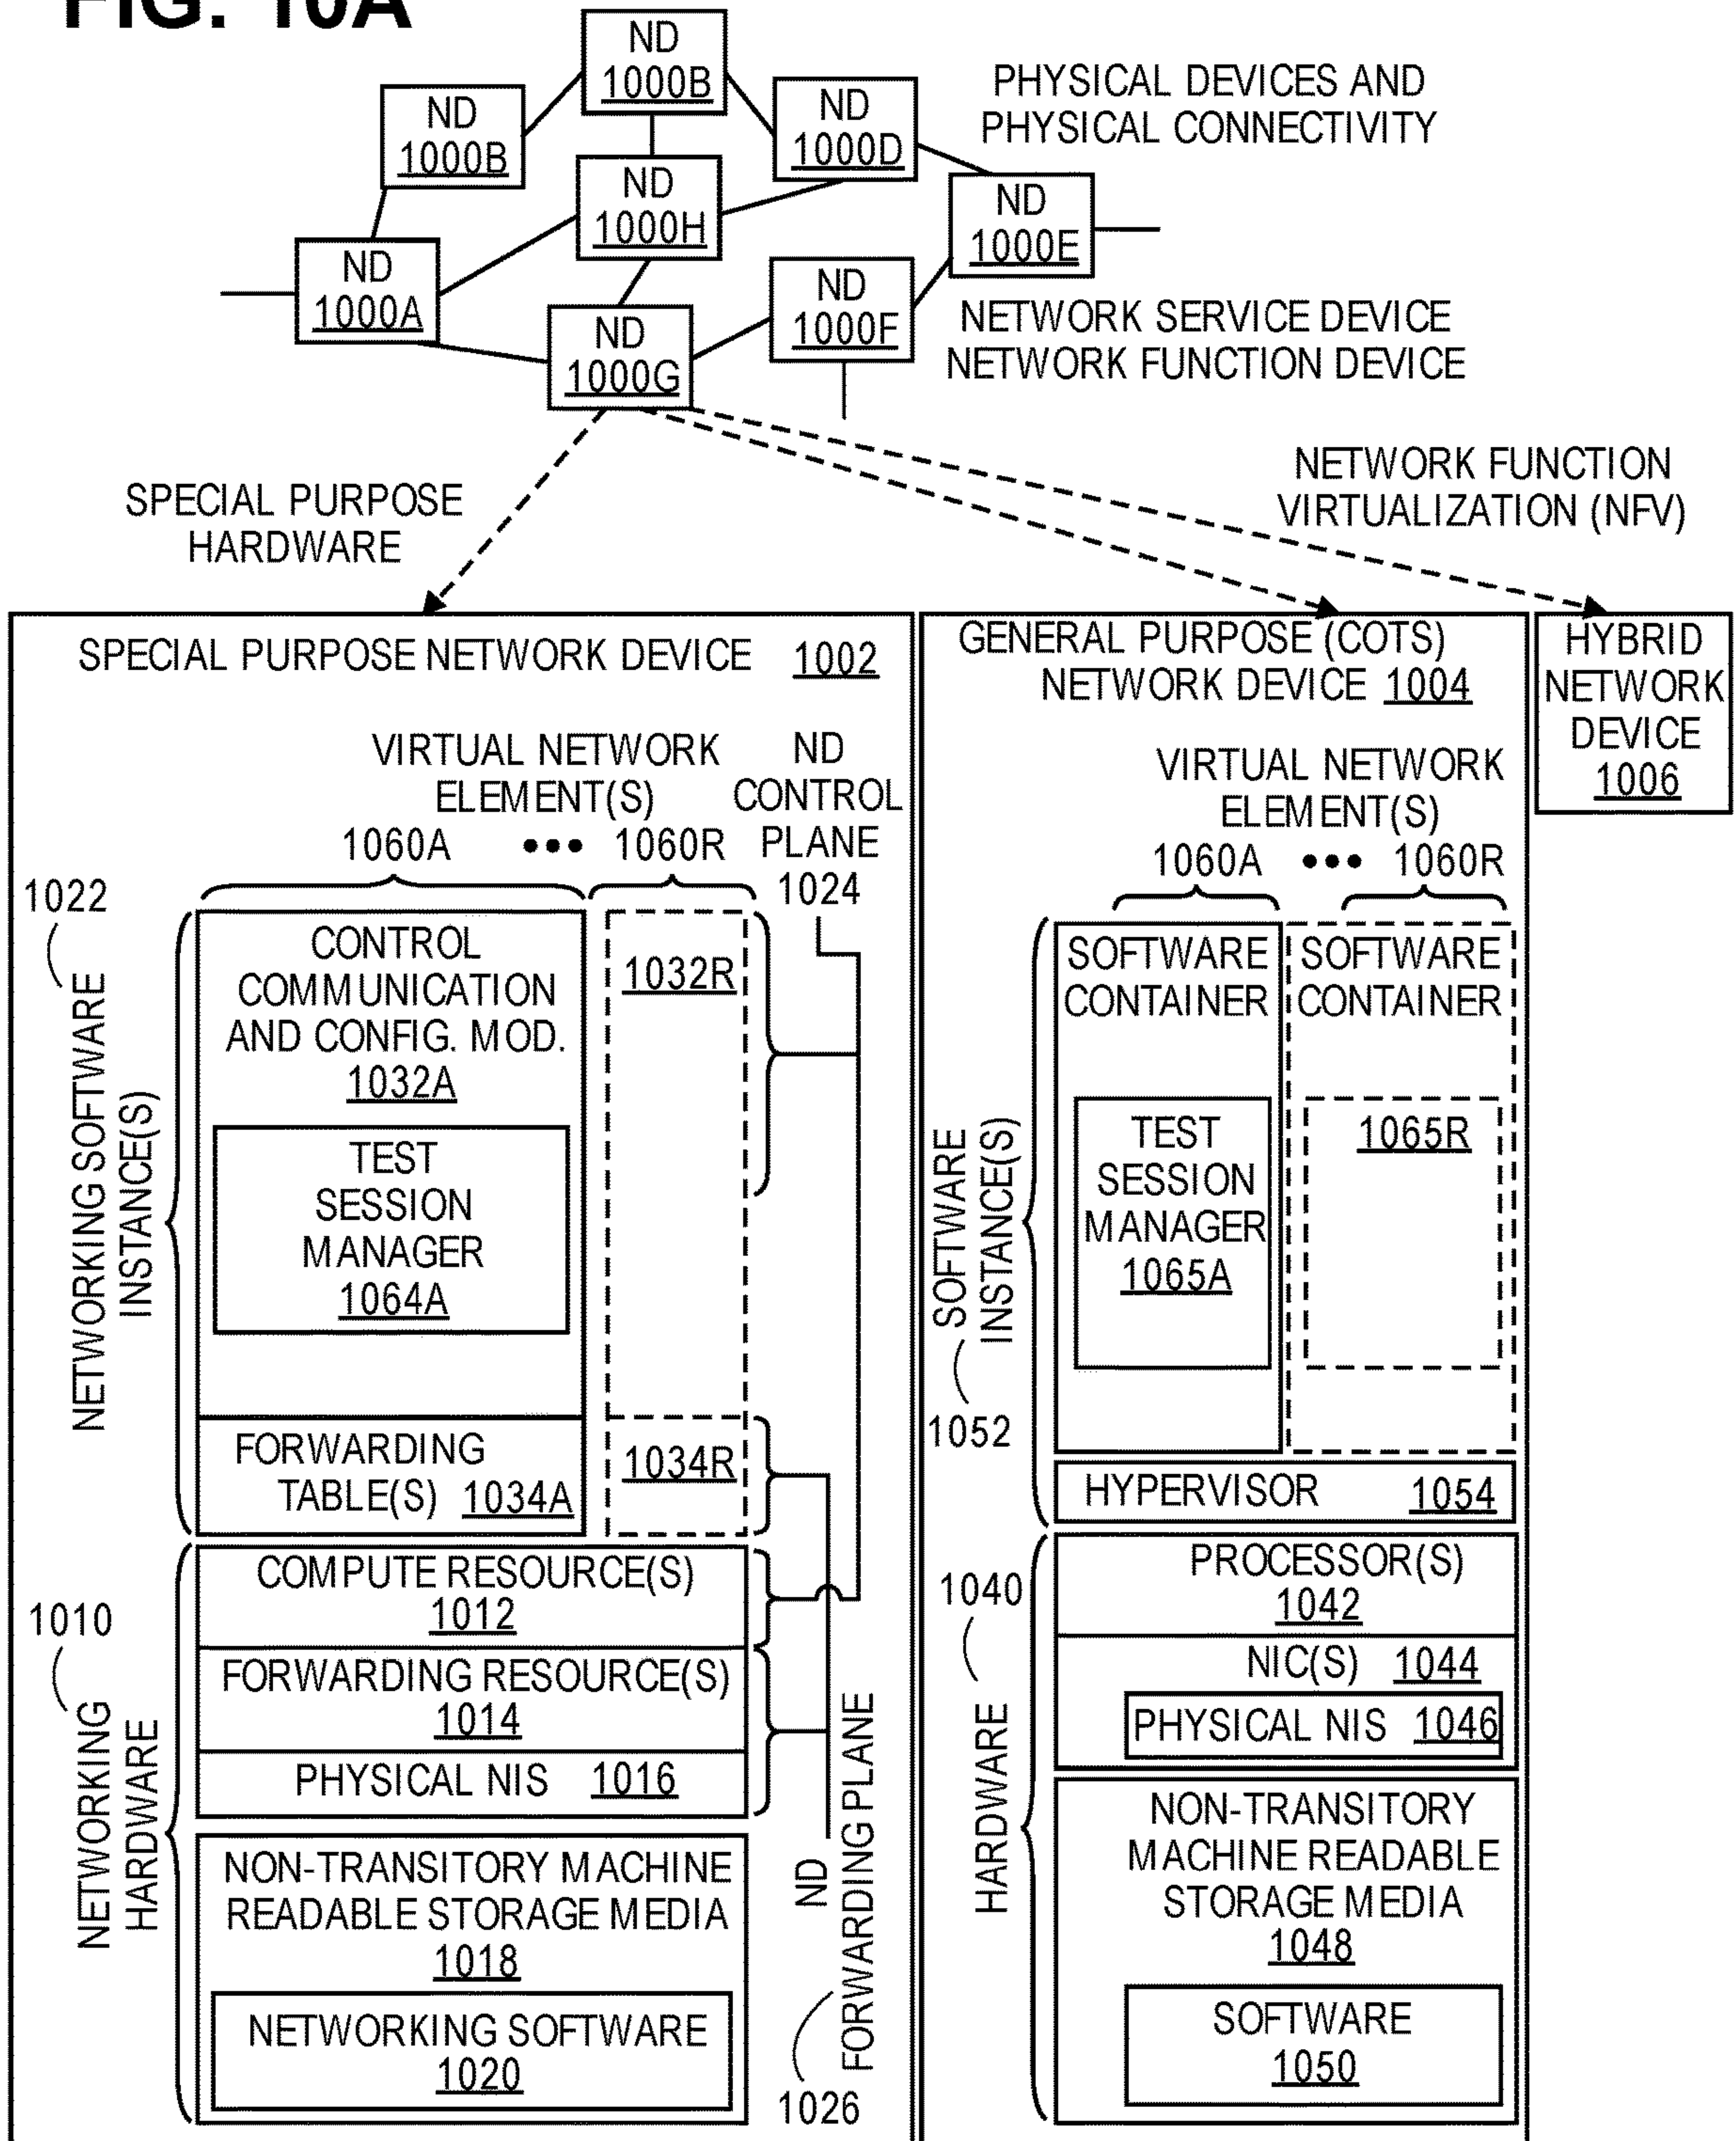 FIG. 10A
ND
1000B
ND
1000B
ND
1000D
PHYSICAL DEVICES AND
PHYSICAL CONNECTIVITY
ND
1000H
ND
1000E
ND
1000A
ND
1000F
ND
1000G
NETWORK SERVICE DEVICE
NETWORK FUNCTION DEVICE
SPECIAL PURPOSE
HARDWARE
NETWORK FUNCTION
VIRTUALIZATION (NFV)
SPECIAL PURPOSE NETWORK DEVICE 1002
VIRTUAL NETWORK
ELEMENT(S)
1060A ••• 1060R
ND
CONTROL
PLANE
1024
1022
NETWORKING SOFTWARE
INSTANCE(S)
CONTROL
COMMUNICATION
AND CONFIG. MOD.
1032A
1032R
TEST
SESSION
MANAGER
1064A
FORWARDING
TABLE(S) 1034A
1034R
1010
NETWORKING
HARDWARE
COMPUTE RESOURCE(S)
1012
FORWARDING RESOURCE(S)
1014
PHYSICAL NIS 1016
NON-TRANSITORY MACHINE
READABLE STORAGE MEDIA
1018
NETWORKING SOFTWARE
1020
ND
FORWARDING PLANE
1026
GENERAL PURPOSE (COTS)
NETWORK DEVICE 1004
VIRTUAL NETWORK
ELEMENT(S)
1060A ••• 1060R
SOFTWARE
CONTAINER
SOFTWARE
CONTAINER
TEST
SESSION
MANAGER
1065A
1065R
SOFTWARE
INSTANCE(S)
1052
HYPERVISOR 1054
1040
HARDWARE
PROCESSOR(S)
1042
NIC(S) 1044
PHYSICAL NIS 1046
NON-TRANSITORY
MACHINE READABLE
STORAGE MEDIA
1048
SOFTWARE
1050
HYBRID
NETWORK
DEVICE
1006